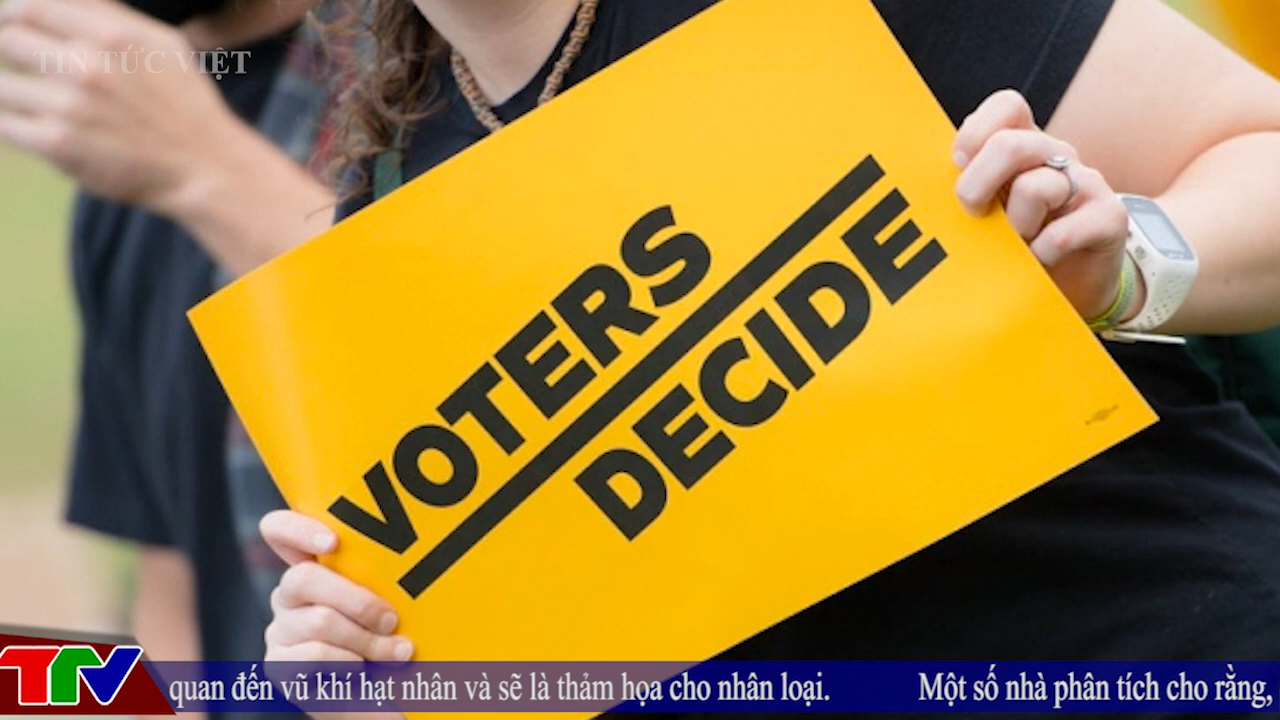 TIN TỨC VIỆT
VOTERS
DECIDE
TTV quan đến vũ khí hạt nhân và sẽ là thảm họa cho nhân loại. Một số nhà phân tích cho rằng,